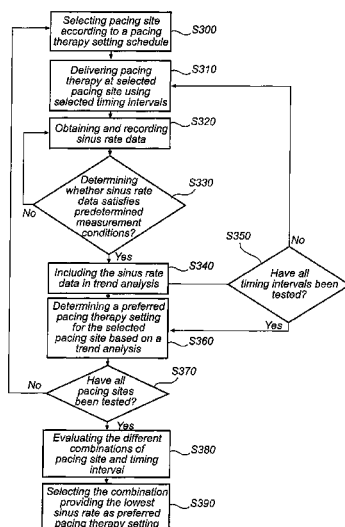 Selecting pacing site
according to a pacing
therapy setting schedule
S300
Delivering pacing
therapy at selected
pacing site using
selected timing intervals
S310
Obtaining and recording
sinus rate data
S320
Determining
whether sinus rate
data satisfies
predetermined
measurement
conditions?
S330
No
Yes
Including the sinus rate
data in trend analysis
S340
Have all
timing intervals been
tested?
S350
No
Yes
Determining a preferred
pacing therapy setting
for the selected
pacing site based on a
trend analysis
S360
Have all
pacing sites
been tested?
S370
No
Yes
Evaluating the different
combinations of
pacing site and timing
interval
S380
Selecting the combination
providing the lowest
sinus rate as preferred
pacing therapy setting
S390